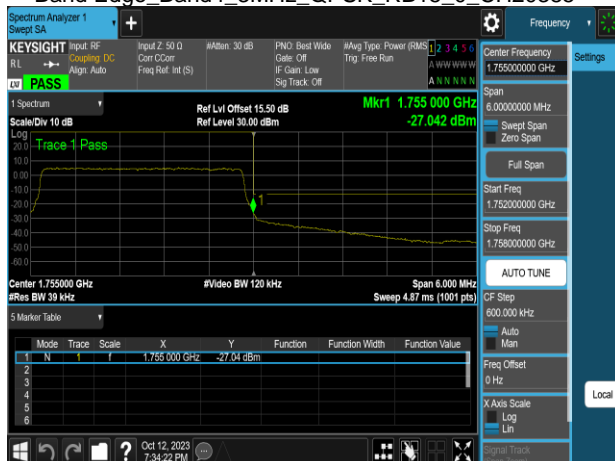 Spectrum Analyzer 1
Swept SA
+
Frequency
KEYSIGHT
RL
Input: RF
Coupling: DC
Align: Auto
Input Z: 50 Ω
Corr CCorr
Freq Ref: Int (S)
#Atten: 30 dB
PNO: Best Wide
Gate: Off
IF Gain: Low
Sig Track: Off
#Avg Type: Power (RMS
Trig: Free Run
1 2 3 4 5 6
A W W W W W
A N N N N N
PASS
1 Spectrum
Scale/Div 10 dB
Ref Lvl Offset 15.50 dB
Ref Level 30.00 dBm
Mkr1 1.755 000 GHz
-27.042 dBm
Log
Trace 1 Pass
20.0
10.0
0.00
-10.0
-20.0
-30.0
-40.0
-50.0
-60.0
1
Center 1.755000 GHz
#Res BW 39 kHz
#Video BW 120 kHz
Span 6.000 MHz
Sweep 4.87 ms (1001 pts)
5 Marker Table
Mode Trace Scale X Y Function Function Width Function Value
1 N 1 f 1.755 000 GHz -27.04 dBm
2
3
4
5
6
Oct 12, 2023
7:34:22 PM
Center Frequency
1.755000000 GHz
Span
6.00000000 MHz
Swept Span
Zero Span
Full Span
Start Freq
1.752000000 GHz
Stop Freq
1.758000000 GHz
AUTO TUNE
CF Step
600.000 kHz
Auto
Man
Freq Offset
0 Hz
X Axis Scale
Log
Lin
Signal Track
Settings
Local